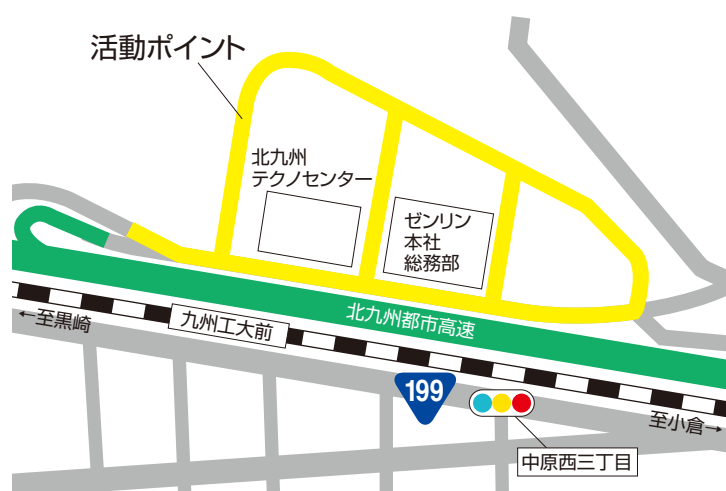 活動ポイント
北九州
テクノセンター
ゼンリン
本社
総務部
北九州都市高速
←至黒崎
九州工大前
199
至小倉→
中原西三丁目